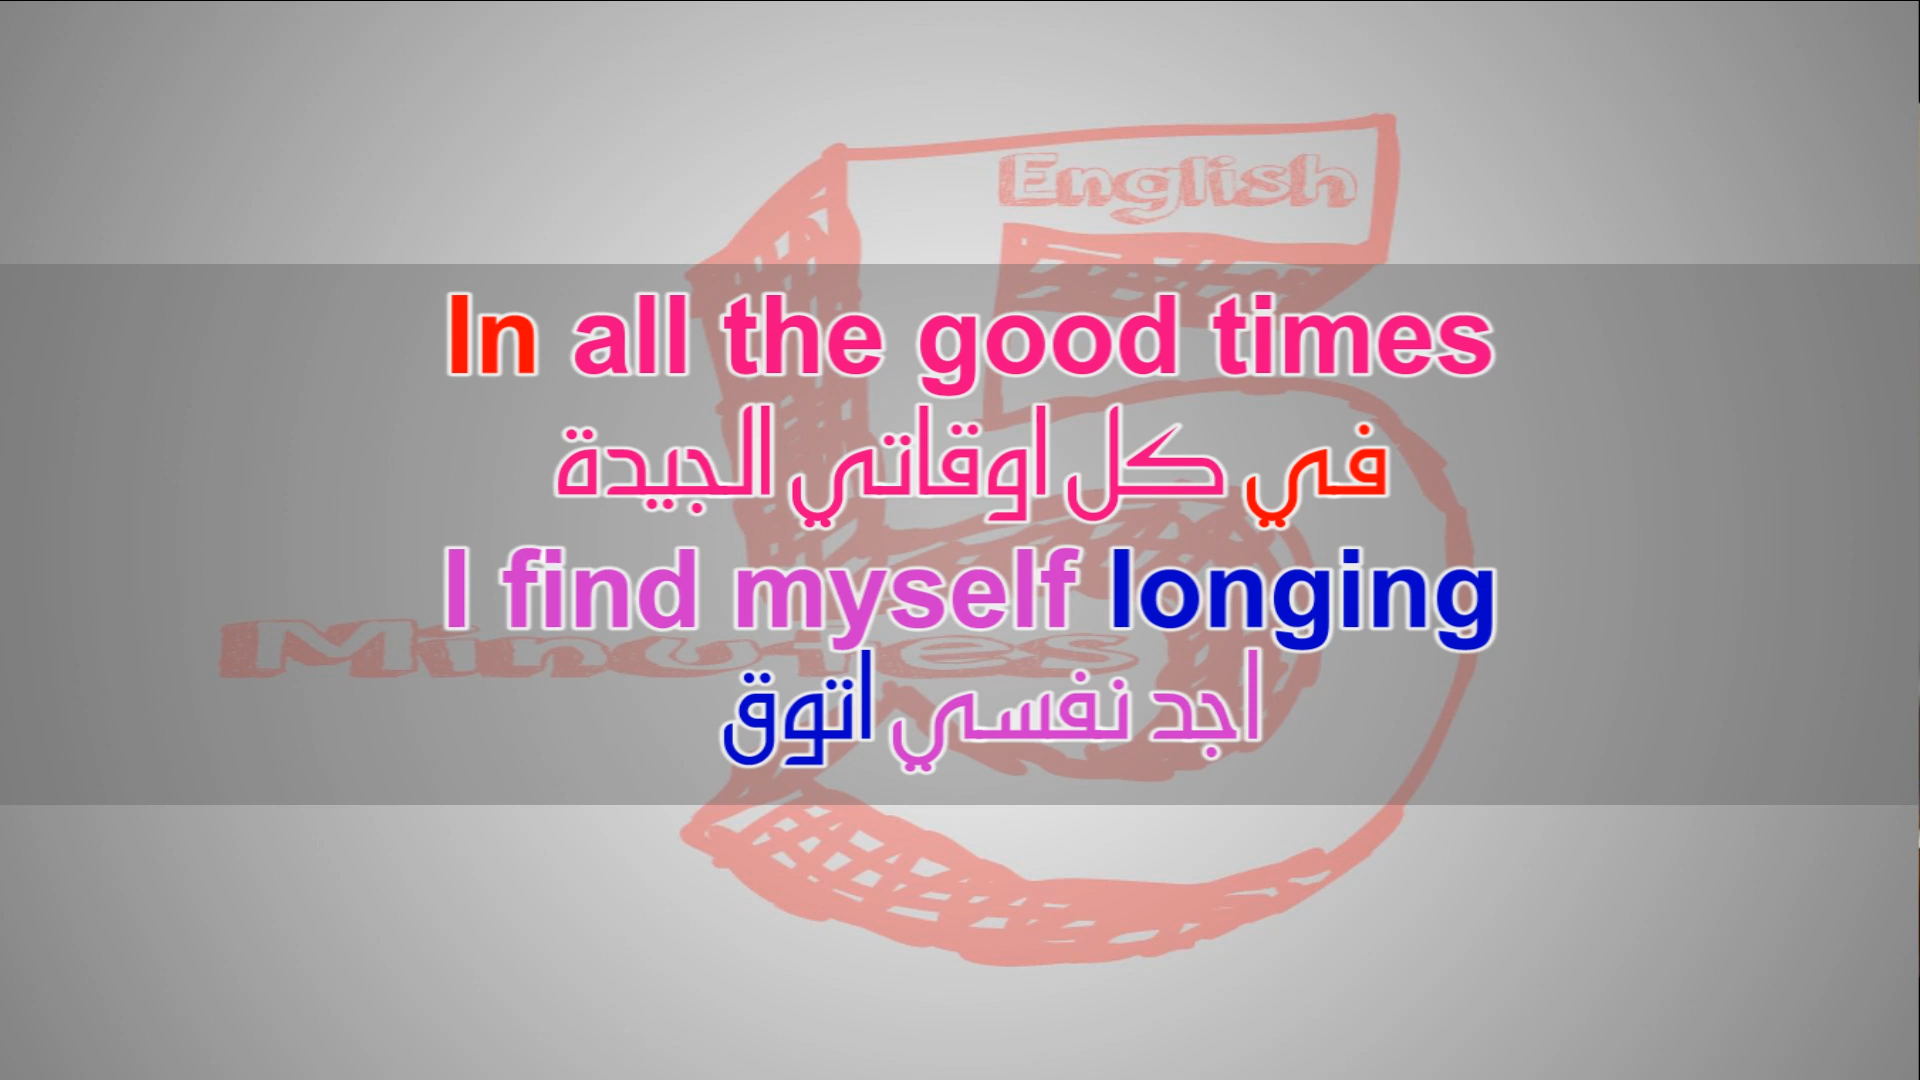 English
In all the good times
في كل اوقاتي الجيدة
I find myself longing
Minutes
اجد نفسي اتوق